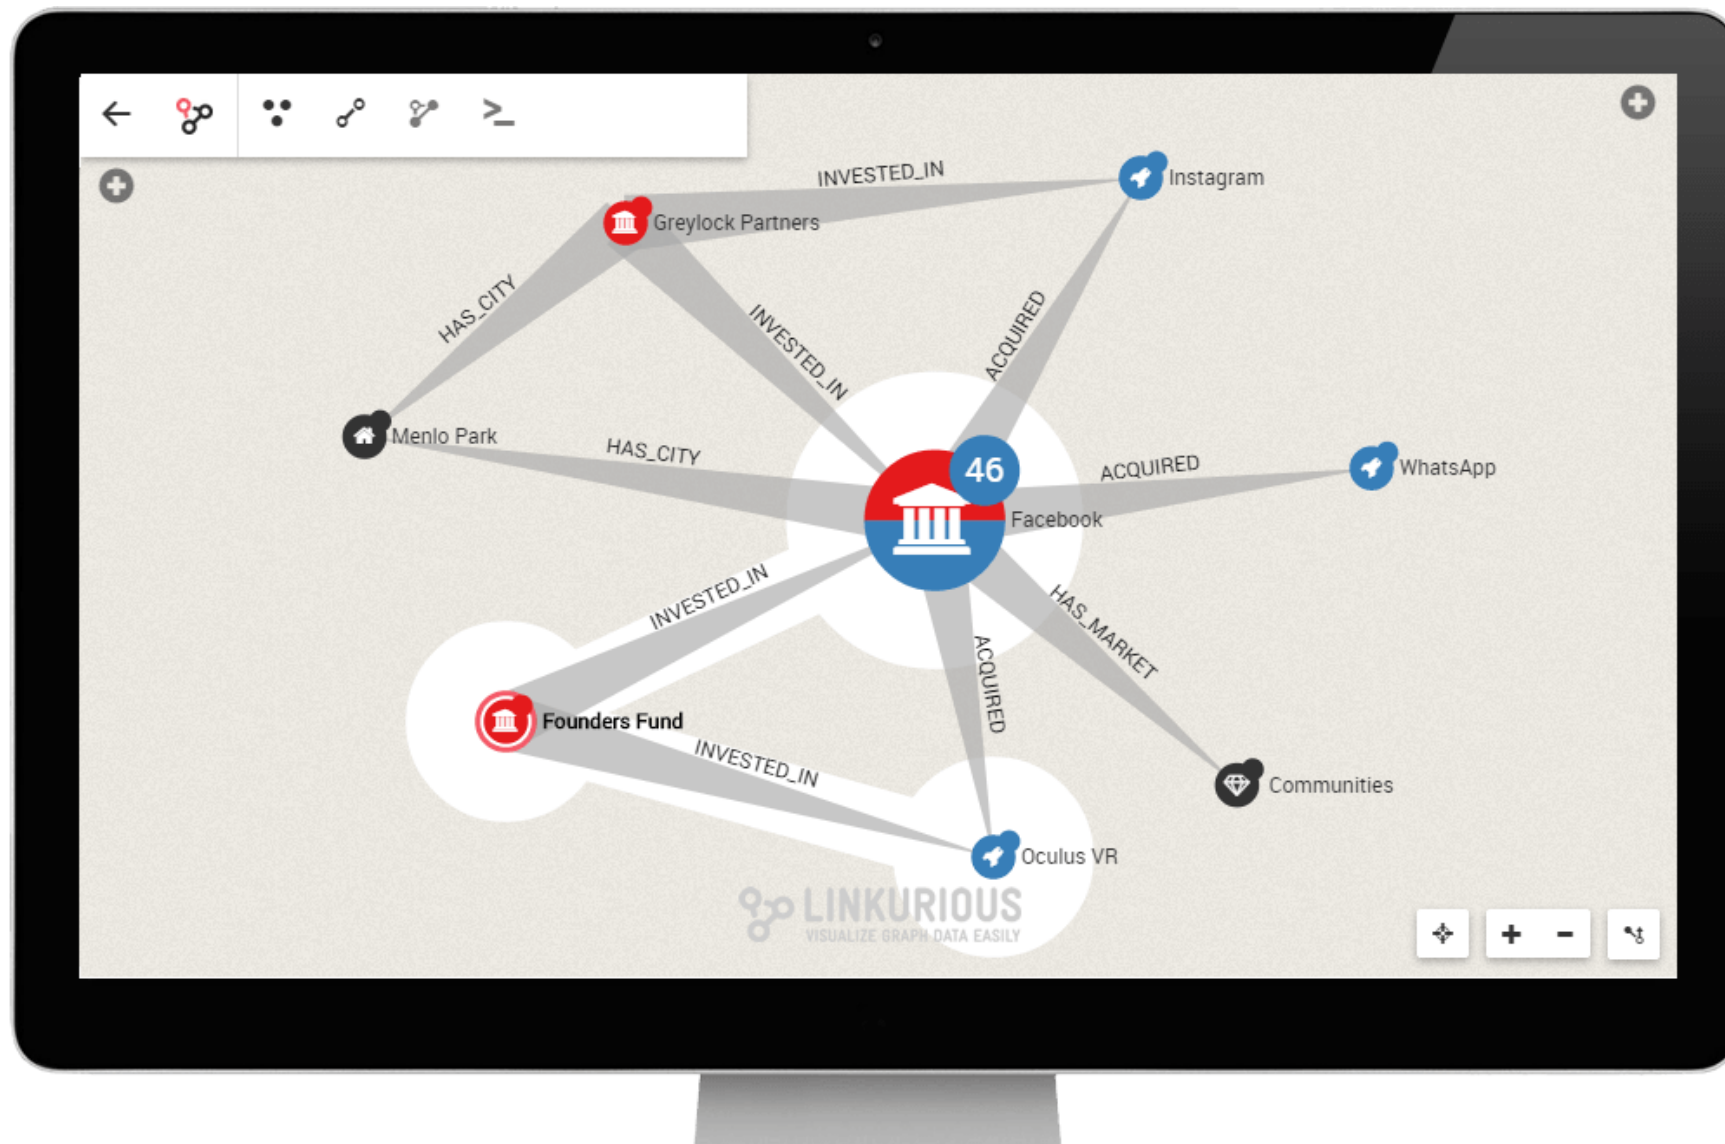 INVESTED_IN
Instagram
Greylock Partners
HAS_CITY
INVESTED_IN
ACQUIRED
Menlo Park
HAS_CITY
46
ACQUIRED
WhatsApp
Facebook
INVESTED_IN
HAS_MARKET
ACQUIRED
Founders Fund
INVESTED_IN
Communities
Oculus VR
LINKURIOUS
VISUALIZE GRAPH DATA EASILY